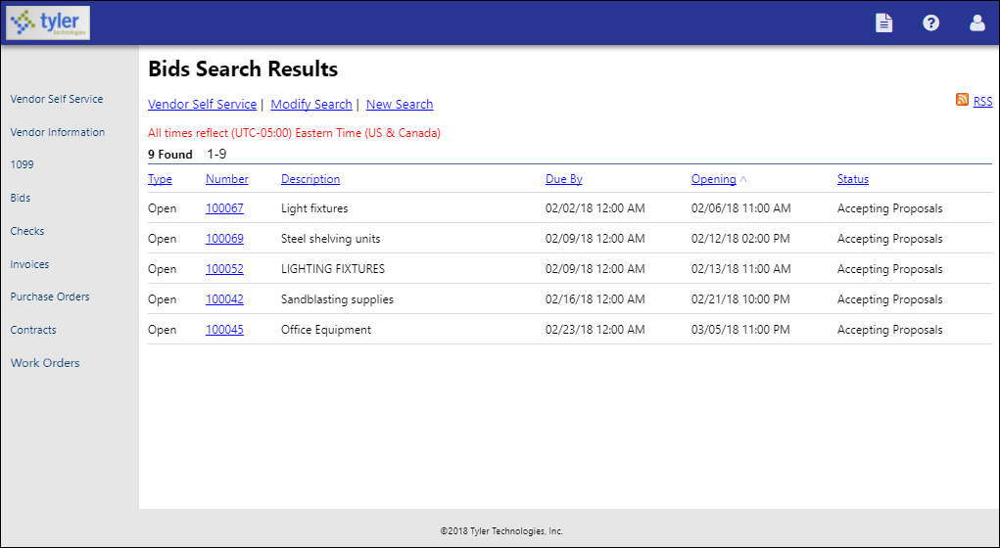 tyler
technologies
Bids Search Results
Vendor Self Service | Modify Search | New Search
RSS
All times reflect (UTC-05:00) Eastern Time (US & Canada)
9 Found 1-9
Type Number Description Due By Opening ^ Status
Open 100067 Light fixtures 02/02/18 12:00 AM 02/06/18 11:00 AM Accepting Proposals
Open 100069 Steel shelving units 02/09/18 12:00 AM 02/12/18 02:00 PM Accepting Proposals
Open 100052 LIGHTING FIXTURES 02/09/18 12:00 AM 02/13/18 11:00 AM Accepting Proposals
Open 100042 Sandblasting supplies 02/16/18 12:00 AM 02/21/18 10:00 PM Accepting Proposals
Open 100045 Office Equipment 02/23/18 12:00 AM 03/05/18 11:00 PM Accepting Proposals
Vendor Self Service
Vendor Information
1099
Bids
Checks
Invoices
Purchase Orders
Contracts
Work Orders
©2018 Tyler Technologies, Inc.